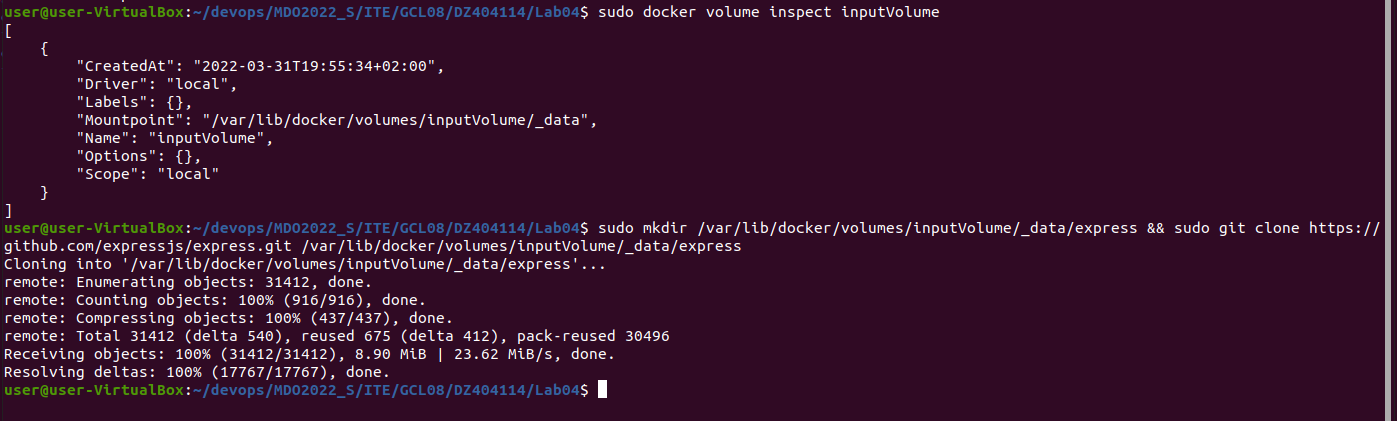 user@user-VirtualBox:~/devops/MDO2022_S/ITE/GCL08/DZ404114/Lab04$ sudo docker volume inspect inputVolume
[
    {
        "CreatedAt": "2022-03-31T19:55:34+02:00",
        "Driver": "local",
        "Labels": {},
        "Mountpoint": "/var/lib/docker/volumes/inputVolume/_data",
        "Name": "inputVolume",
        "Options": {},
        "Scope": "local"
    }
]
user@user-VirtualBox:~/devops/MDO2022_S/ITE/GCL08/DZ404114/Lab04$ sudo mkdir /var/lib/docker/volumes/inputVolume/_data/express && sudo git clone https://
github.com/expressjs/express.git /var/lib/docker/volumes/inputVolume/_data/express
Cloning into '/var/lib/docker/volumes/inputVolume/_data/express'...
remote: Enumerating objects: 31412, done.
remote: Counting objects: 100% (916/916), done.
remote: Compressing objects: 100% (437/437), done.
remote: Total 31412 (delta 540), reused 675 (delta 412), pack-reused 30496
Receiving objects: 100% (31412/31412), 8.90 MiB | 23.62 MiB/s, done.
Resolving deltas: 100% (17767/17767), done.
user@user-VirtualBox:~/devops/MDO2022_S/ITE/GCL08/DZ404114/Lab04$